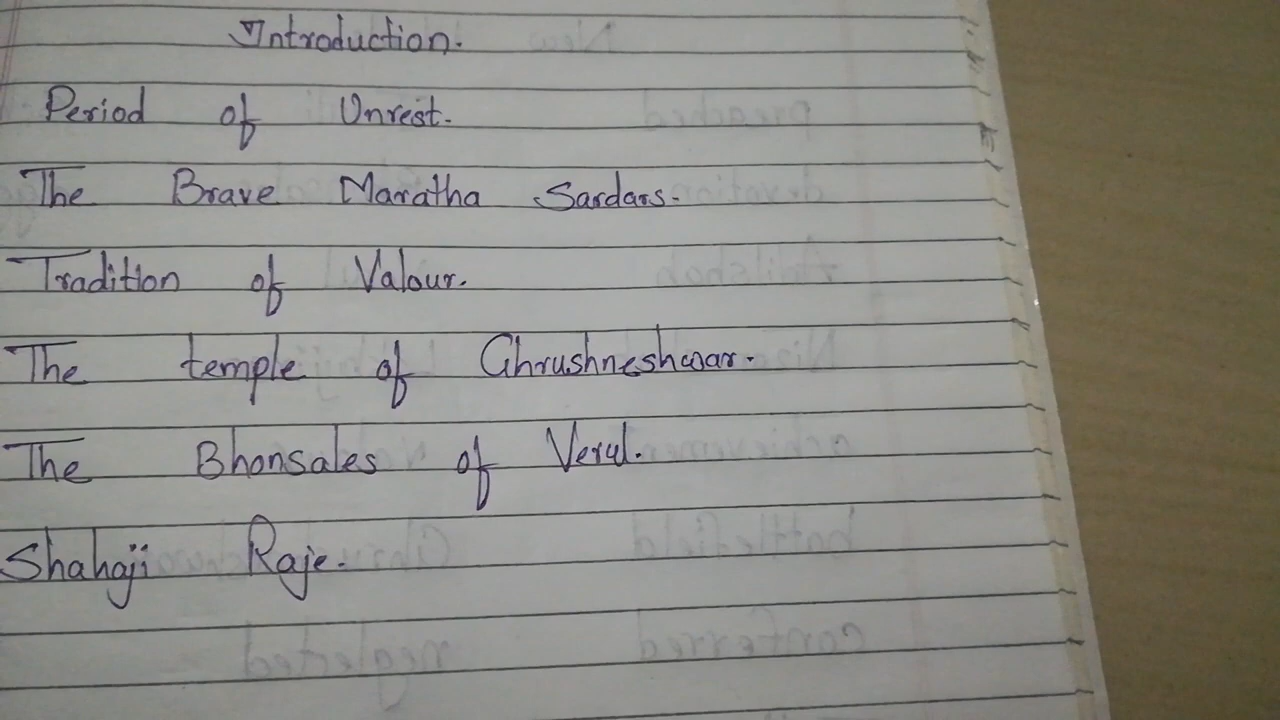 Introduction.
Period of Unrest.
The Brave Maratha Sardars.
Tradition of Valour.
The temple of Ghrushneshwar.
The Bhonsales of Verul.
Shahaji Raje.